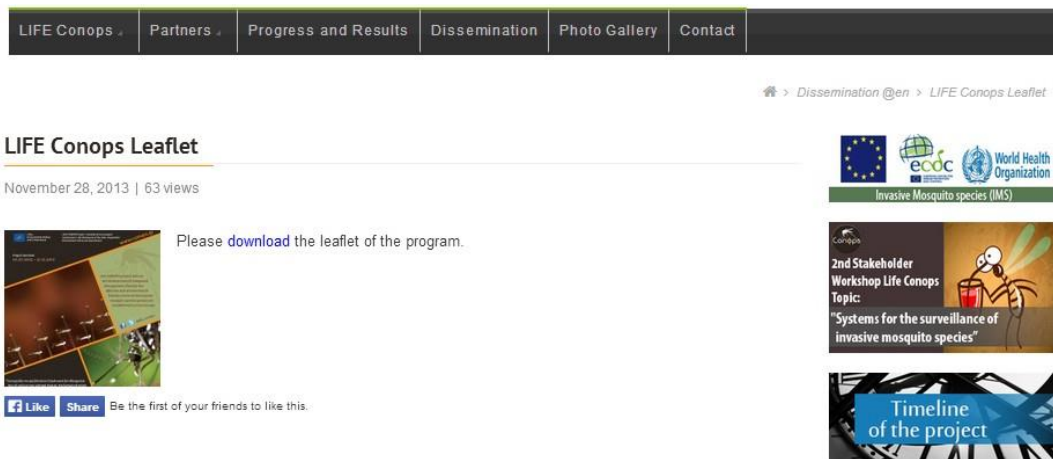 LIFE Conops
Partners
Progress and Results
Dissemination
Photo Gallery
Contact
> Dissemination @en > LIFE Conops Leaflet
LIFE Conops Leaflet
November 28, 2013 | 63 views
Please download the leaflet of the program.
Like Share Be the first of your friends to like this.
ecdc
World Health
Organization
Invasive Mosquito species (IMS)
Conops
2nd Stakeholder
Workshop Life Conops
Topic:
"Systems for the surveillance of
invasive mosquito species"
Timeline
of the project